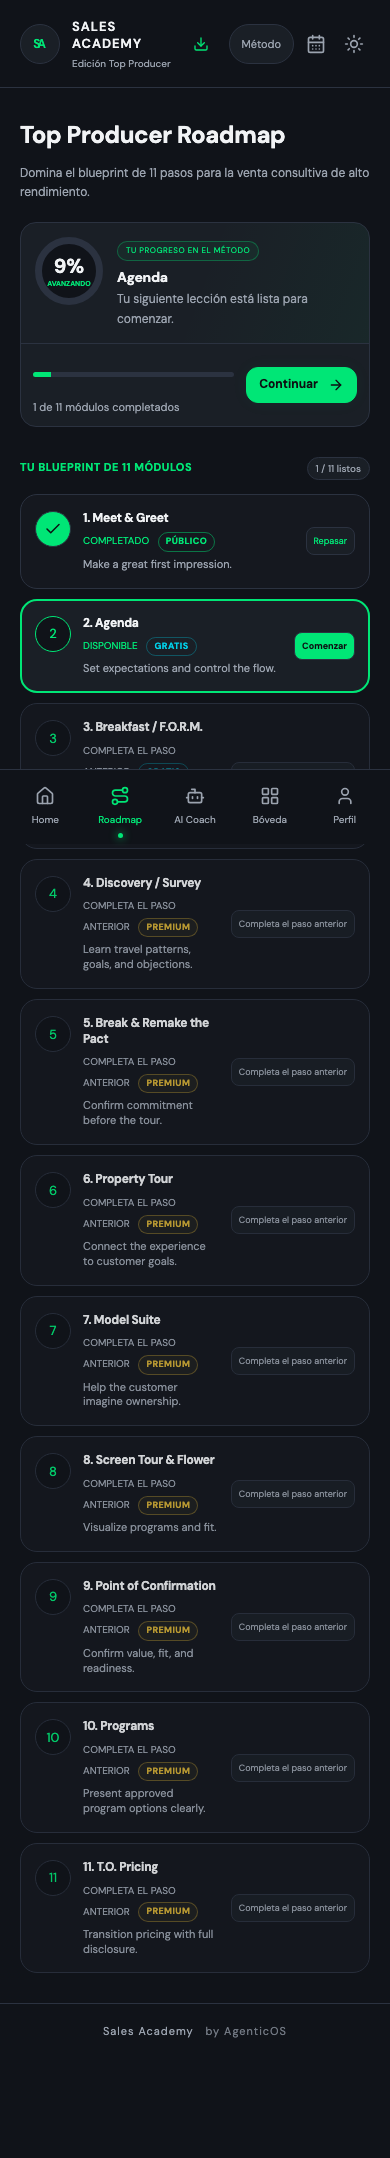 SA
SALES
ACADEMY
Edición Top Producer
Método
Top Producer Roadmap
Domina el blueprint de 11 pasos para la venta consultiva de alto
rendimiento.
9%
AVANZANDO
TU PROGRESO EN EL MÉTODO
Agenda
Tu siguiente lección está lista para
comenzar.
1 de 11 módulos completados
Continuar
TU BLUEPRINT DE 11 MÓDULOS
1 / 11 listos
1. Meet & Greet
COMPLETADO PÚBLICO
Make a great first impression.
Repasar
2
2. Agenda
DISPONIBLE GRATIS
Set expectations and control the flow.
Comenzar
3
3. Breakfast / F.O.R.M.
COMPLETA EL PASO
Home
Roadmap
AI Coach
Bóveda
Perfil
4
4. Discovery / Survey
COMPLETA EL PASO
ANTERIOR PREMIUM
Learn travel patterns,
goals, and objections.
Completa el paso anterior
5
5. Break & Remake the
Pact
COMPLETA EL PASO
ANTERIOR PREMIUM
Confirm commitment
before the tour.
Completa el paso anterior
6
6. Property Tour
COMPLETA EL PASO
ANTERIOR PREMIUM
Connect the experience
to customer goals.
Completa el paso anterior
7
7. Model Suite
COMPLETA EL PASO
ANTERIOR PREMIUM
Help the customer
imagine ownership.
Completa el paso anterior
8
8. Screen Tour & Flower
COMPLETA EL PASO
ANTERIOR PREMIUM
Visualize programs and fit.
Completa el paso anterior
9
9. Point of Confirmation
COMPLETA EL PASO
ANTERIOR PREMIUM
Confirm value, fit, and
readiness.
Completa el paso anterior
10
10. Programs
COMPLETA EL PASO
ANTERIOR PREMIUM
Present approved
program options clearly.
Completa el paso anterior
11
11. T.O. Pricing
COMPLETA EL PASO
ANTERIOR PREMIUM
Transition pricing with full
disclosure.
Completa el paso anterior
Sales Academy by AgenticOS